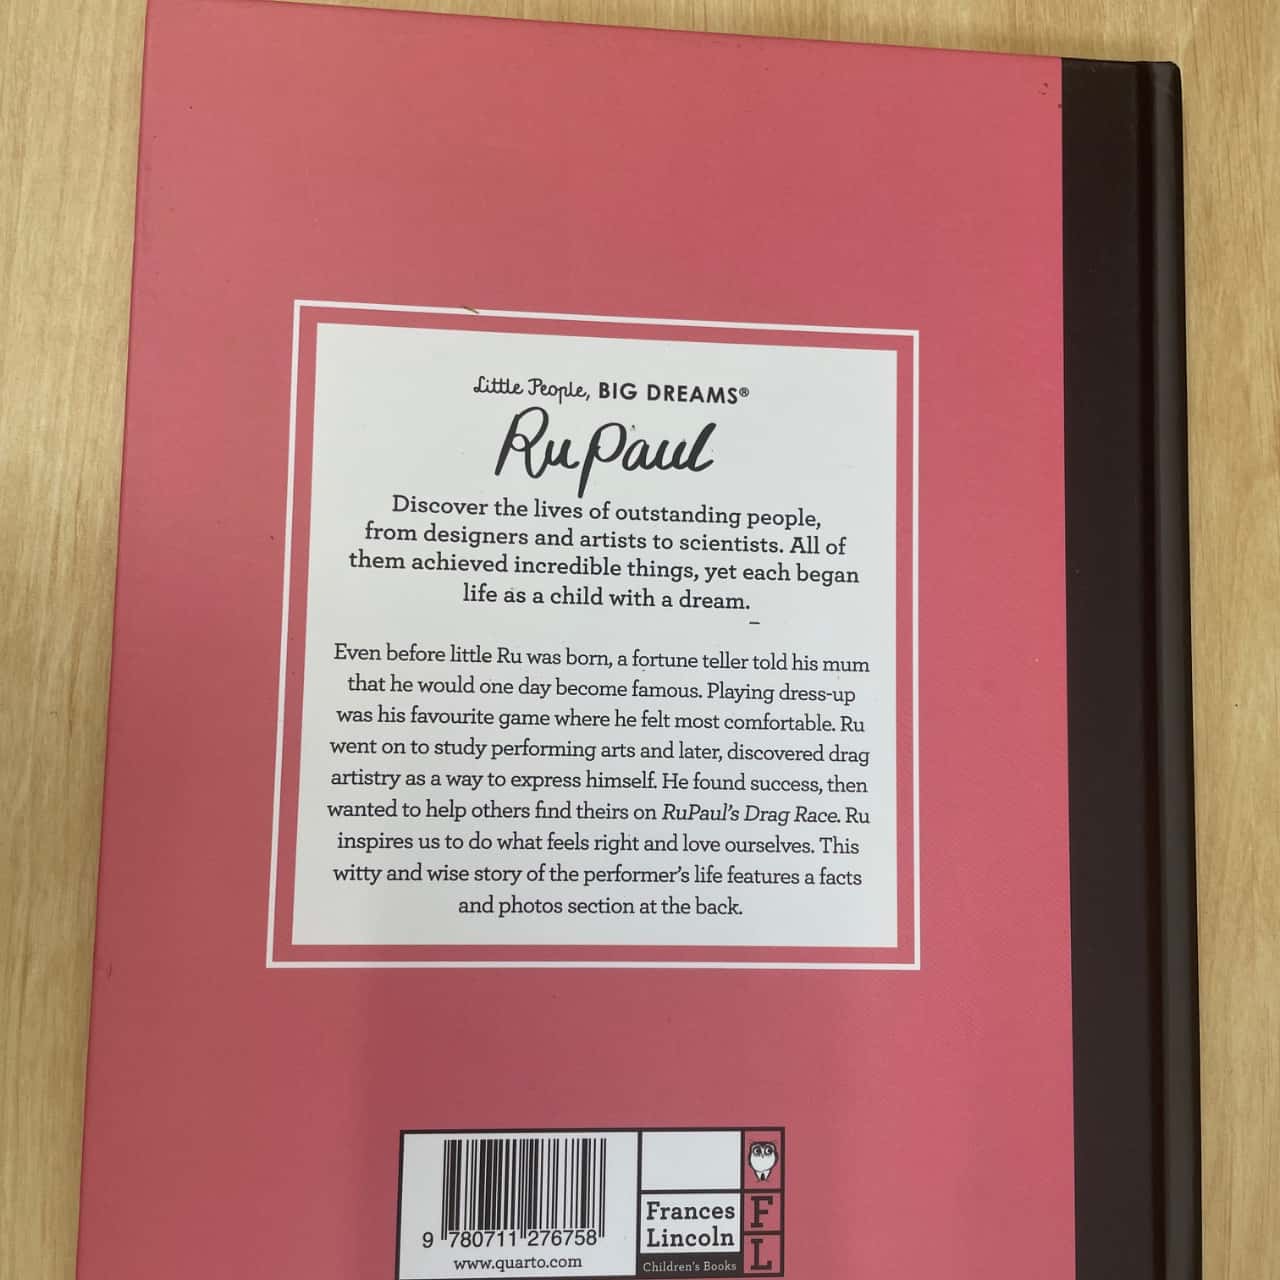 Little People, BIG DREAMS®
RuPaul
Discover the lives of outstanding people,
from designers and artists to scientists. All of
them achieved incredible things, yet each began
life as a child with a dream.
Even before little Ru was born, a fortune teller told his mum
that he would one day become famous. Playing dress-up
was his favourite game where he felt most comfortable. Ru
went on to study performing arts and later, discovered drag
artistry as a way to express himself. He found success, then
wanted to help others find theirs on RuPaul's Drag Race. Ru
inspires us to do what feels right and love ourselves. This
witty and wise story of the performer's life features a facts
and photos section at the back.
9 780711 276758
www.quarto.com
Frances
Lincoln
Children's Books
F
L